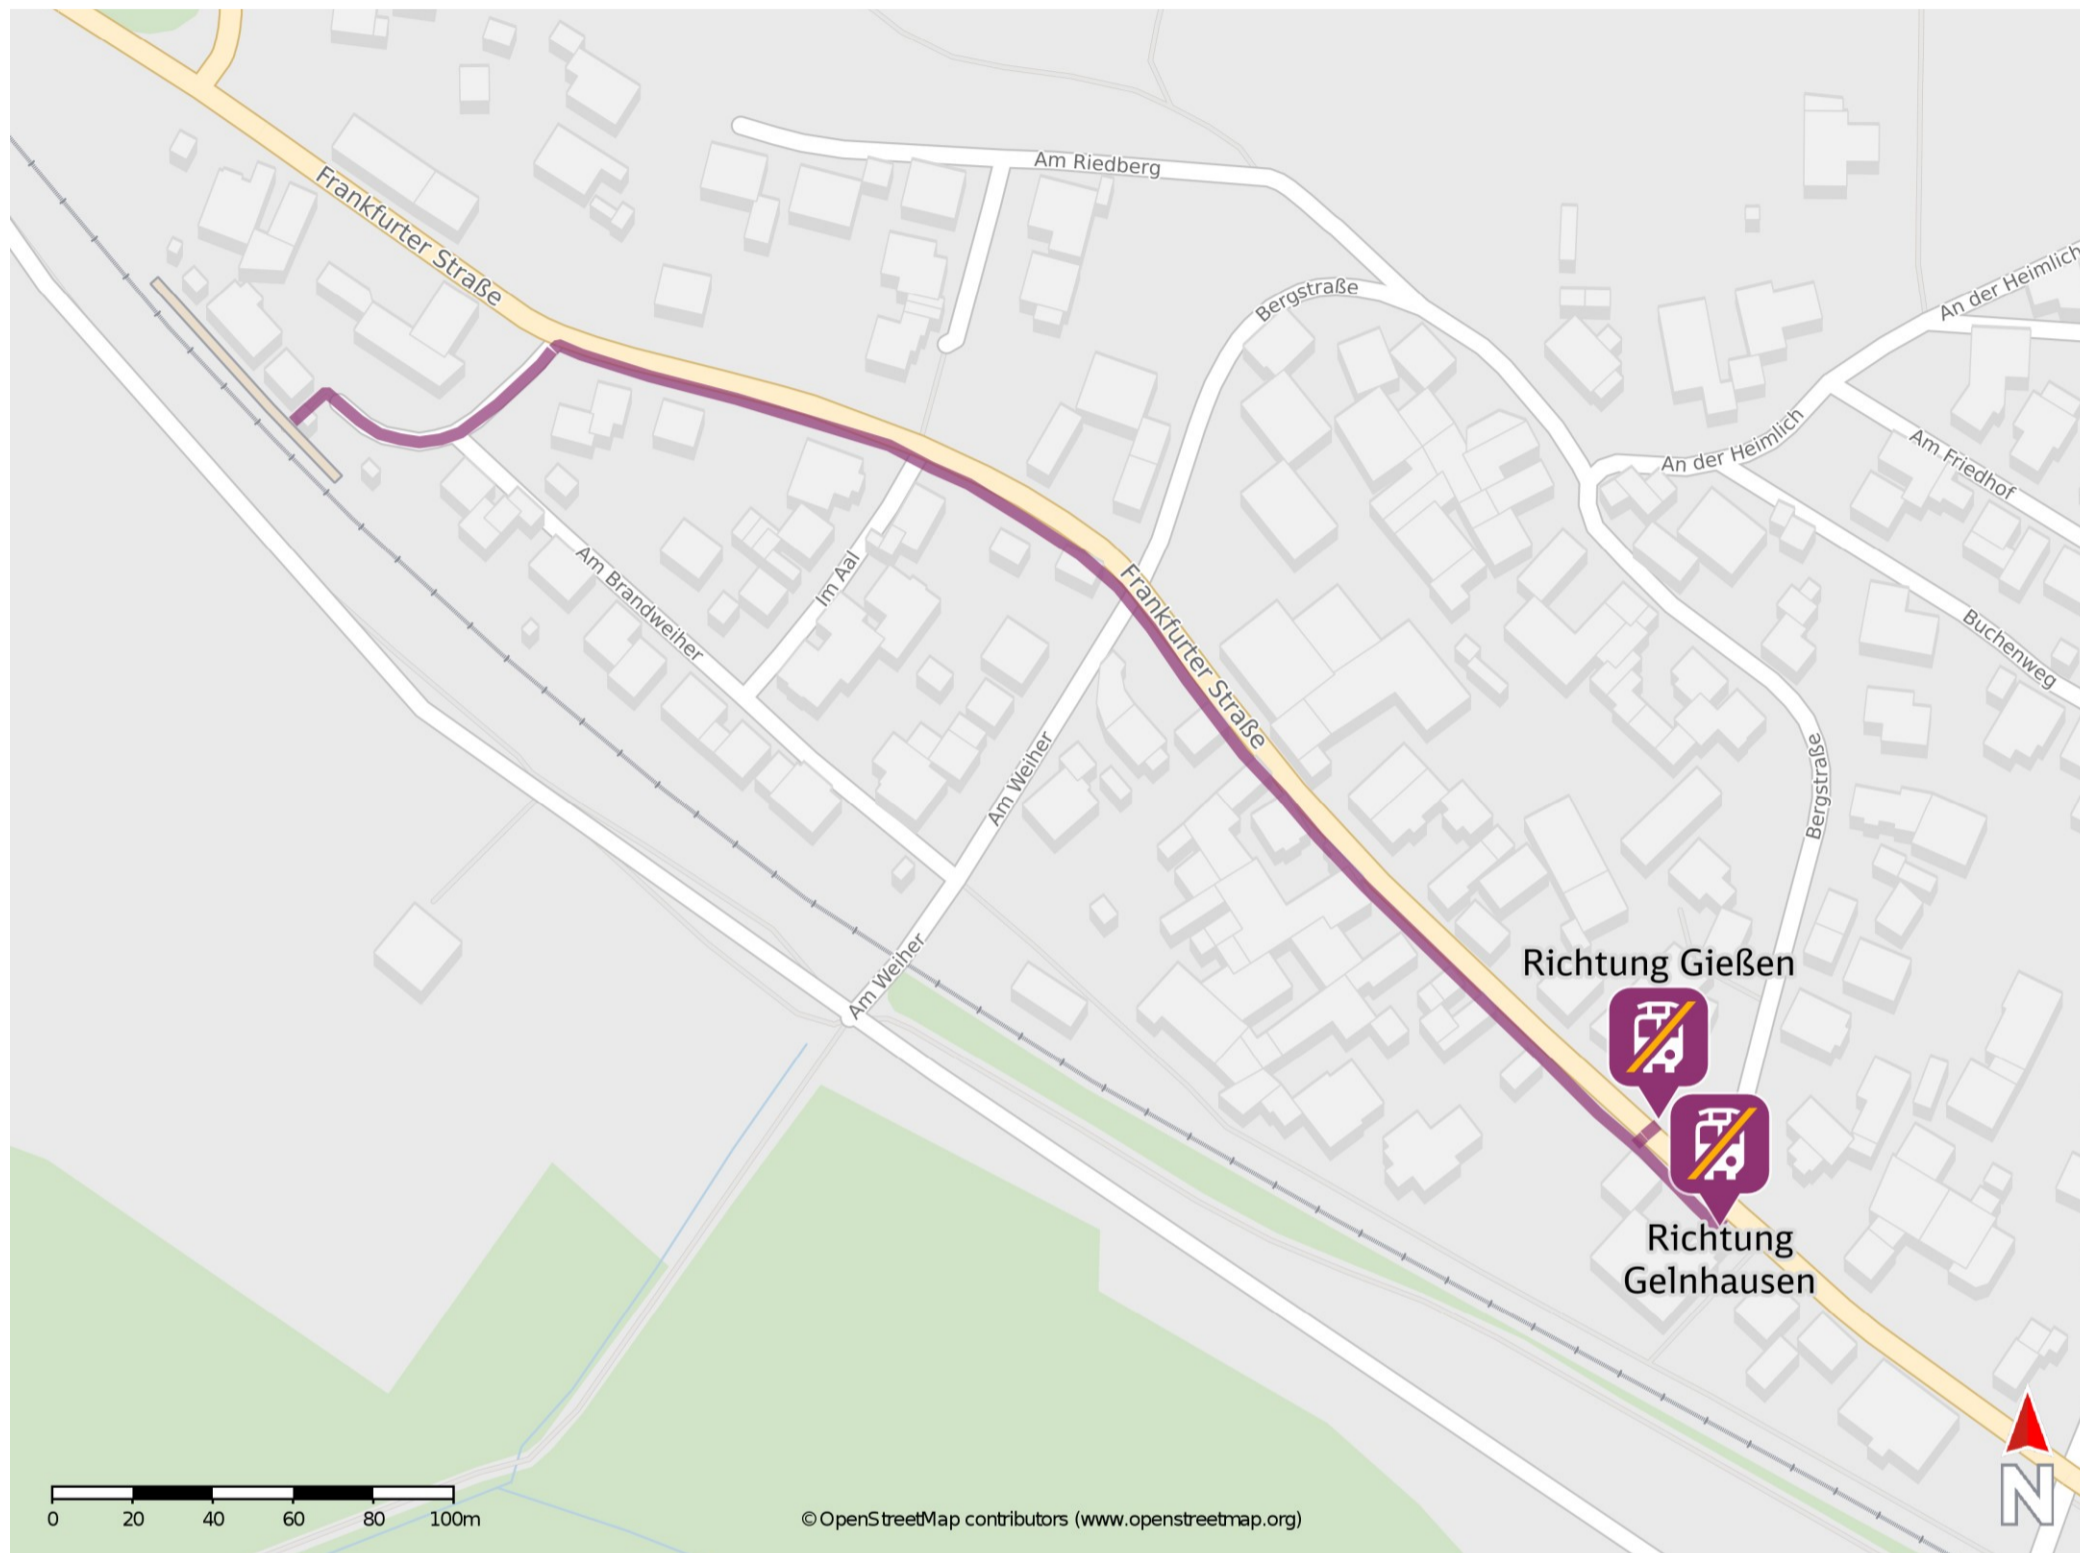 Am Riedberg
Frankfurter Straße
Bergstraße
An der Heimlich
An der Heimlich
Am Friedhof
Im Aal
Am Brandweiher
Frankfurter Straße
Buchenweg
Am Weiher
Bergstraße
Am Weiher
Richtung Gießen
Richtung
Gelnhausen
N
0 20 40 60 80 100m
© OpenStreetMap contributors (www.openstreetmap.org)